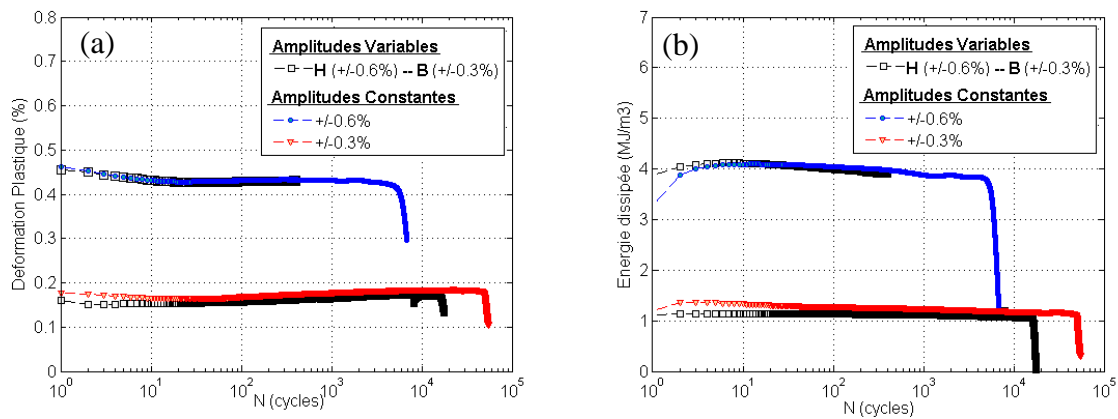 (a)
Amplitudes Variables
H (+/-0.6%) -- B (+/-0.3%)
Amplitudes Constantes
+/-0.6%
+/-0.3%
Deformation Plastique (%)
0.8
0.7
0.6
0.5
0.4
0.3
0.2
0.1
0
10^0
10^1
10^2
10^3
10^4
10^5
N (cycles)
(b)
Amplitudes Variables
H (+/-0.6%) -- B (+/-0.3%)
Amplitudes Constantes
+/-0.6%
+/-0.3%
Energie dissipée (MJ/m3)
7
6
5
4
3
2
1
0
10^0
10^1
10^2
10^3
10^4
10^5
N (cycles)